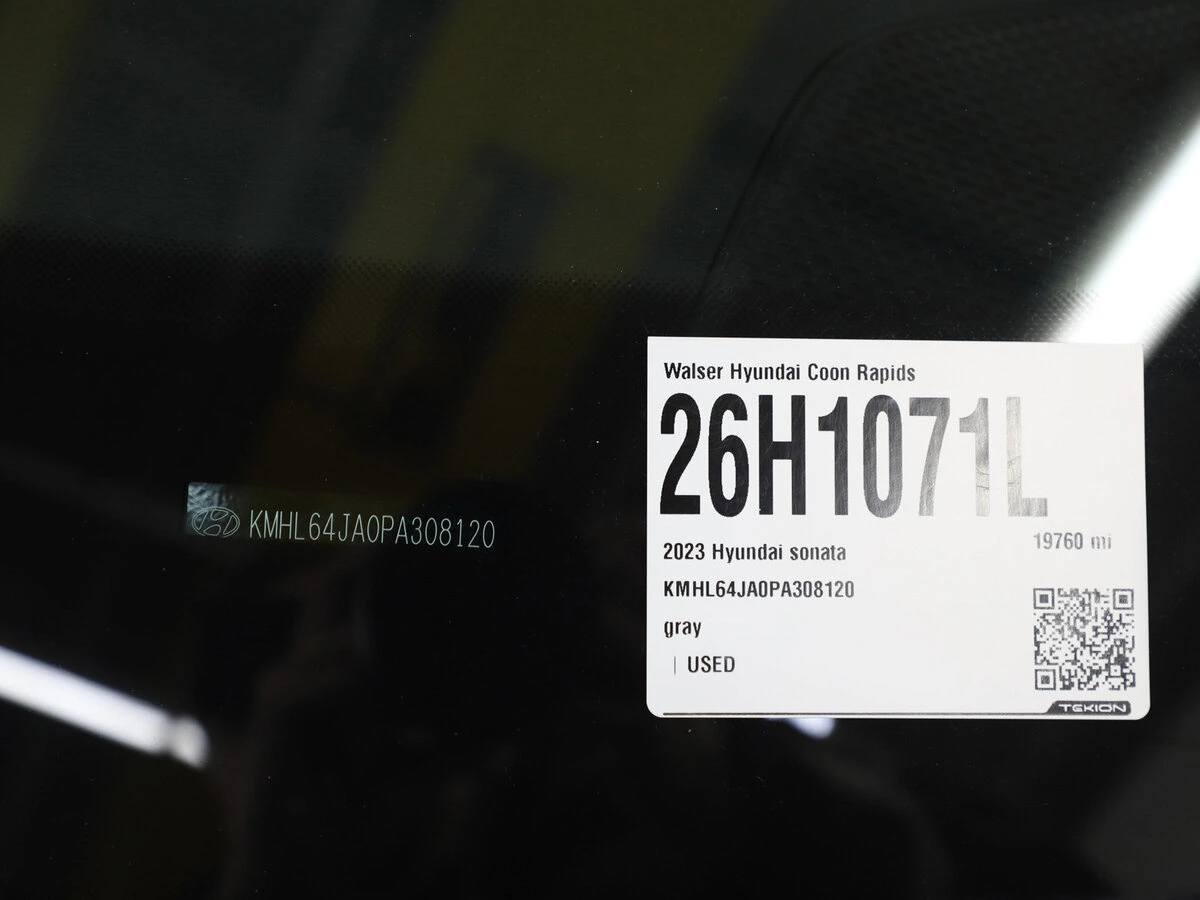 KMHL64JA0PA308120
Walser Hyundai Coon Rapids
26H1071L
2023 Hyundai sonata
19760 mi
KMHL64JA0PA308120
gray
| USED
TEKION